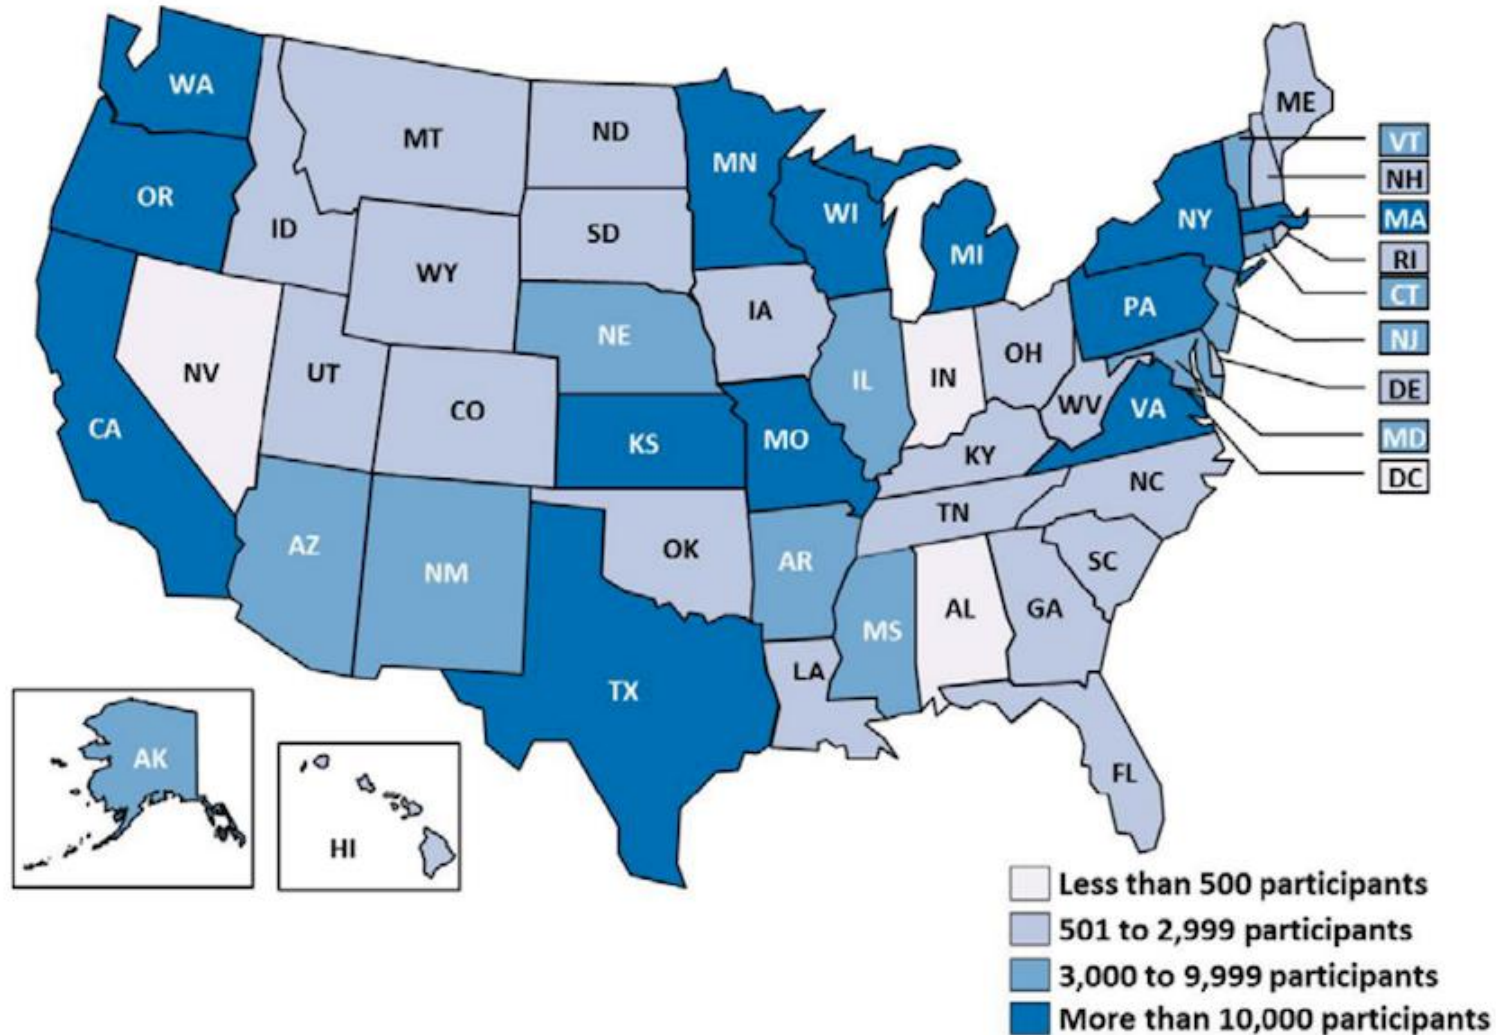 WA
MT
ND
MN
ME
VT
NH
OR
ID
SD
WI
NY
MA
WY
MI
RI
CT
IA
PA
NE
NJ
NV
UT
CO
IL
IN
OH
DE
WV
VA
CA
KS
MO
MD
KY
DC
NC
TN
AZ
NM
OK
AR
SC
MS
AL
GA
LA
TX
AK
FL
HI
Less than 500 participants
501 to 2,999 participants
3,000 to 9,999 participants
More than 10,000 participants